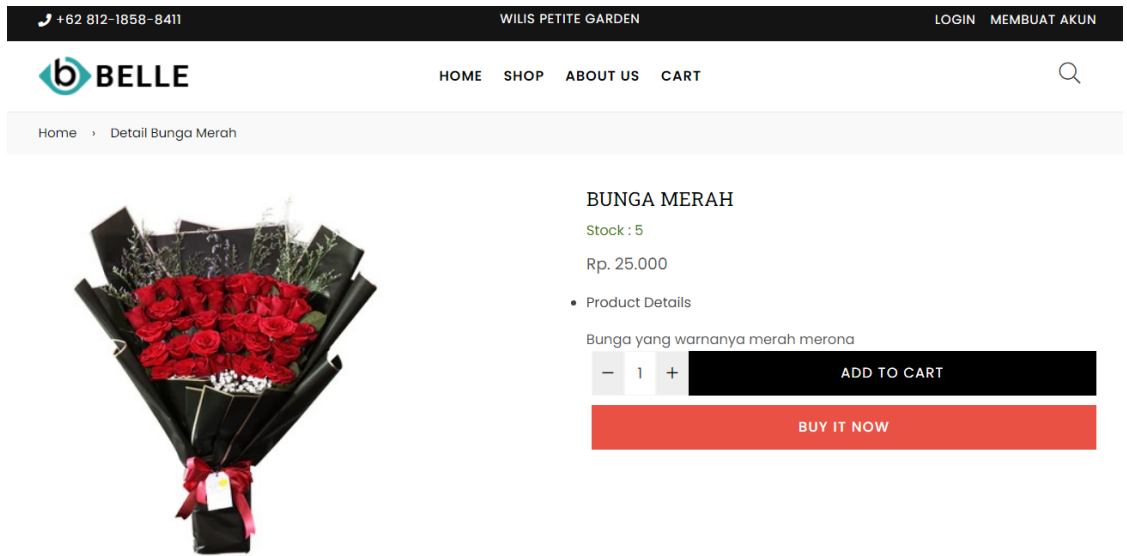 +62 812-1858-8411 WILIS PETITE GARDEN LOGIN MEMBUAT AKUN
b BELLE HOME SHOP ABOUT US CART
Home › Detail Bunga Merah
BUNGA MERAH
Stock : 5
Rp. 25.000
• Product Details
Bunga yang warnanya merah merona
− 1 + ADD TO CART
BUY IT NOW